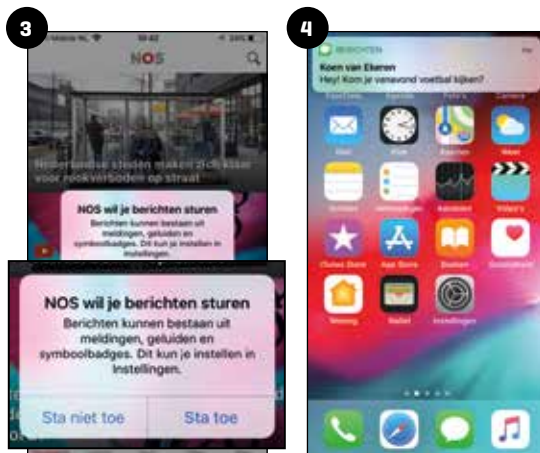 3
NOS
Nederlandse steden maken zich klaar
voor rookverboden op straat
NOS wil je berichten sturen
Berichten kunnen bestaan uit
meldingen, geluiden en
symboolbadges. Dit kun je instellen in
Instellingen.
NOS wil je berichten sturen
Berichten kunnen bestaan uit
meldingen, geluiden en
symboolbadges. Dit kun je instellen in
Instellingen.
Sta niet toe
Sta toe
4
BERICHTEN
nu
Koen van Ekeren
Hey! Kom je vanavond voetbal kijken?
Mail
Klok
Kaarten
Weer
Notities
Herinneringen
Aandelen
Video's
iTunes Store
App Store
Boeken
Gezondheid
Woning
Wallet
Instellingen